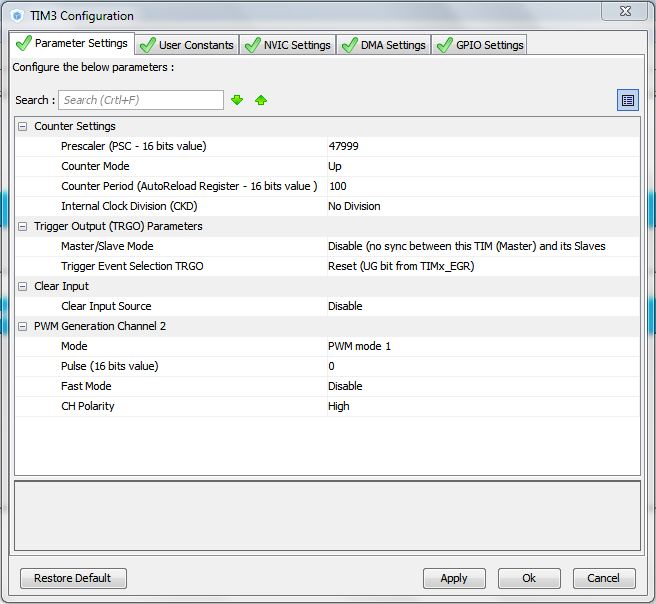 TIM3 Configuration
Parameter Settings User Constants NVIC Settings DMA Settings GPIO Settings
Configure the below parameters :
Search : Search (Crtl+F)
Counter Settings
Prescaler (PSC - 16 bits value) 47999
Counter Mode Up
Counter Period (AutoReload Register - 16 bits value ) 100
Internal Clock Division (CKD) No Division
Trigger Output (TRGO) Parameters
Master/Slave Mode Disable (no sync between this TIM (Master) and its Slaves
Trigger Event Selection TRGO Reset (UG bit from TIMx_EGR)
Clear Input
Clear Input Source Disable
PWM Generation Channel 2
Mode PWM mode 1
Pulse (16 bits value) 0
Fast Mode Disable
CH Polarity High
Restore Default Apply Ok Cancel